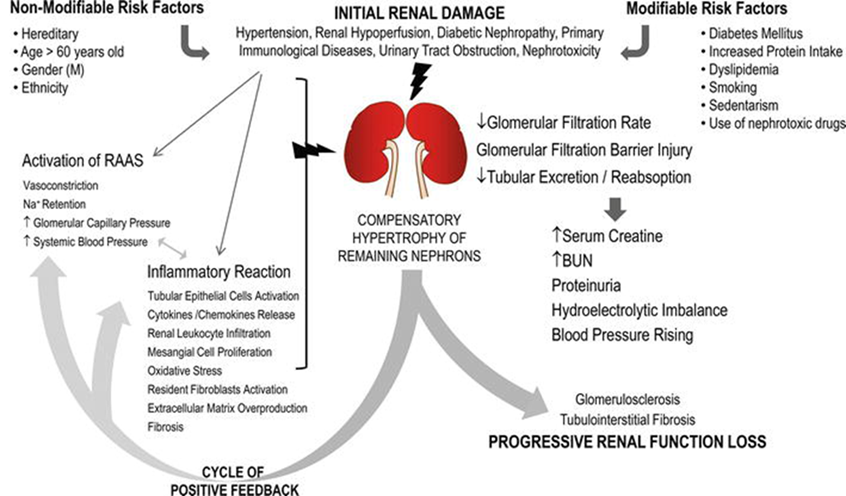 Non-Modifiable Risk Factors
• Hereditary
• Age > 60 years old
• Gender (M)
• Ethnicity
INITIAL RENAL DAMAGE
Hypertension, Renal Hypoperfusion, Diabetic Nephropathy, Primary
Immunological Diseases, Urinary Tract Obstruction, Nephrotoxicity
Modifiable Risk Factors
• Diabetes Mellitus
• Increased Protein Intake
• Dyslipidemia
• Smoking
• Sedentarism
• Use of nephrotoxic drugs
Activation of RAAS
Vasoconstriction
Na⁺ Retention
↑ Glomerular Capillary Pressure
↑ Systemic Blood Pressure
Inflammatory Reaction
Tubular Epithelial Cells Activation
Cytokines /Chemokines Release
Renal Leukocyte Infiltration
Mesangial Cell Proliferation
Oxidative Stress
Resident Fibroblasts Activation
Extracellular Matrix Overproduction
Fibrosis
COMPENSATORY
HYPERTROPHY OF
REMAINING NEPHRONS
↓Glomerular Filtration Rate
Glomerular Filtration Barrier Injury
↓Tubular Excretion / Reabsoption
↑Serum Creatine
↑BUN
Proteinuria
Hydroelectrolytic Imbalance
Blood Pressure Rising
Glomerulosclerosis
Tubulointerstitial Fibrosis
PROGRESSIVE RENAL FUNCTION LOSS
CYCLE OF
POSITIVE FEEDBACK